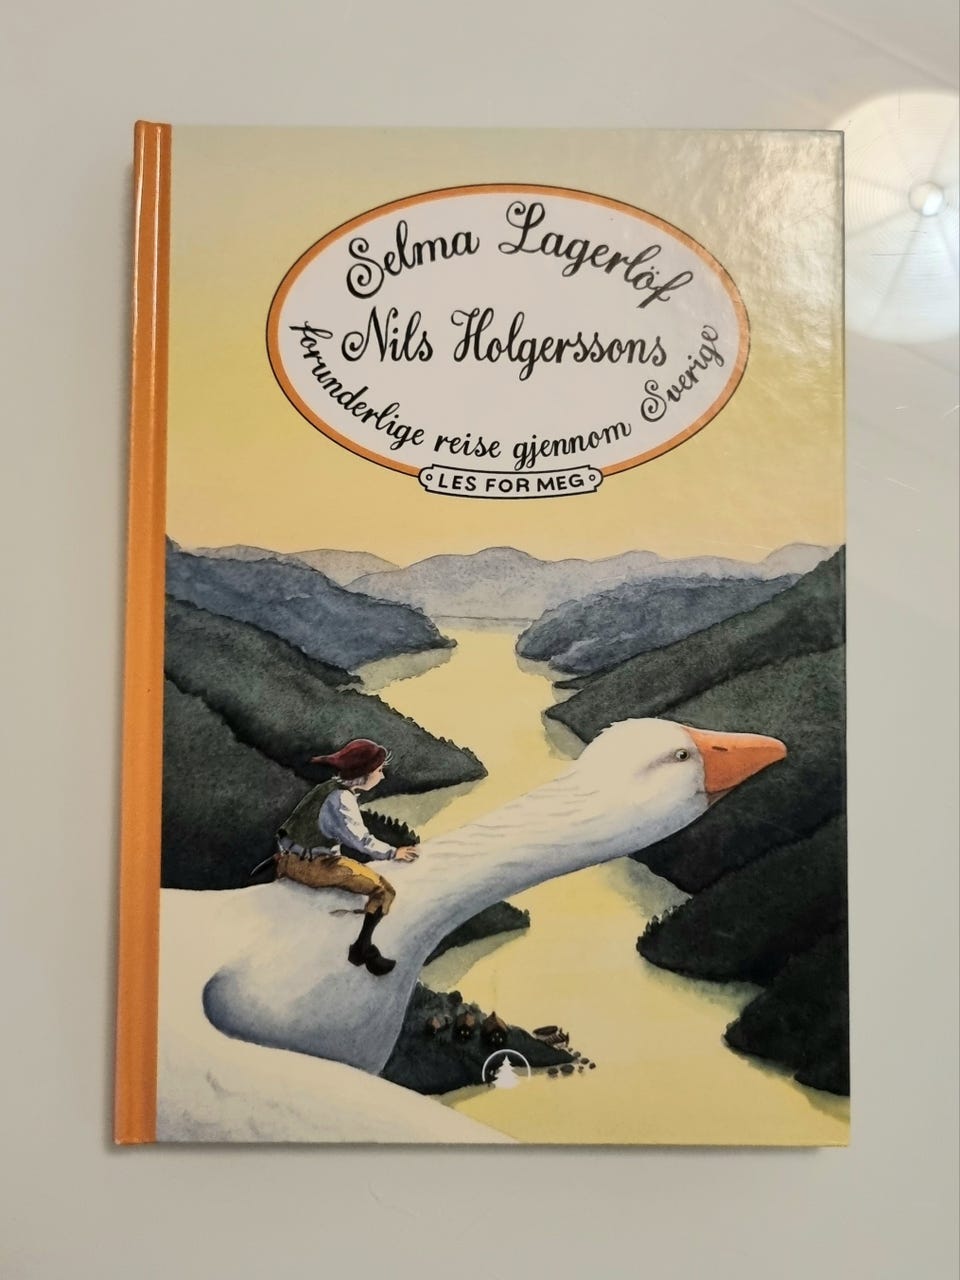 Selma Lagerlöf
Nils Holgerssons
forunderlige reise gjennom Sverige
LES FOR MEG